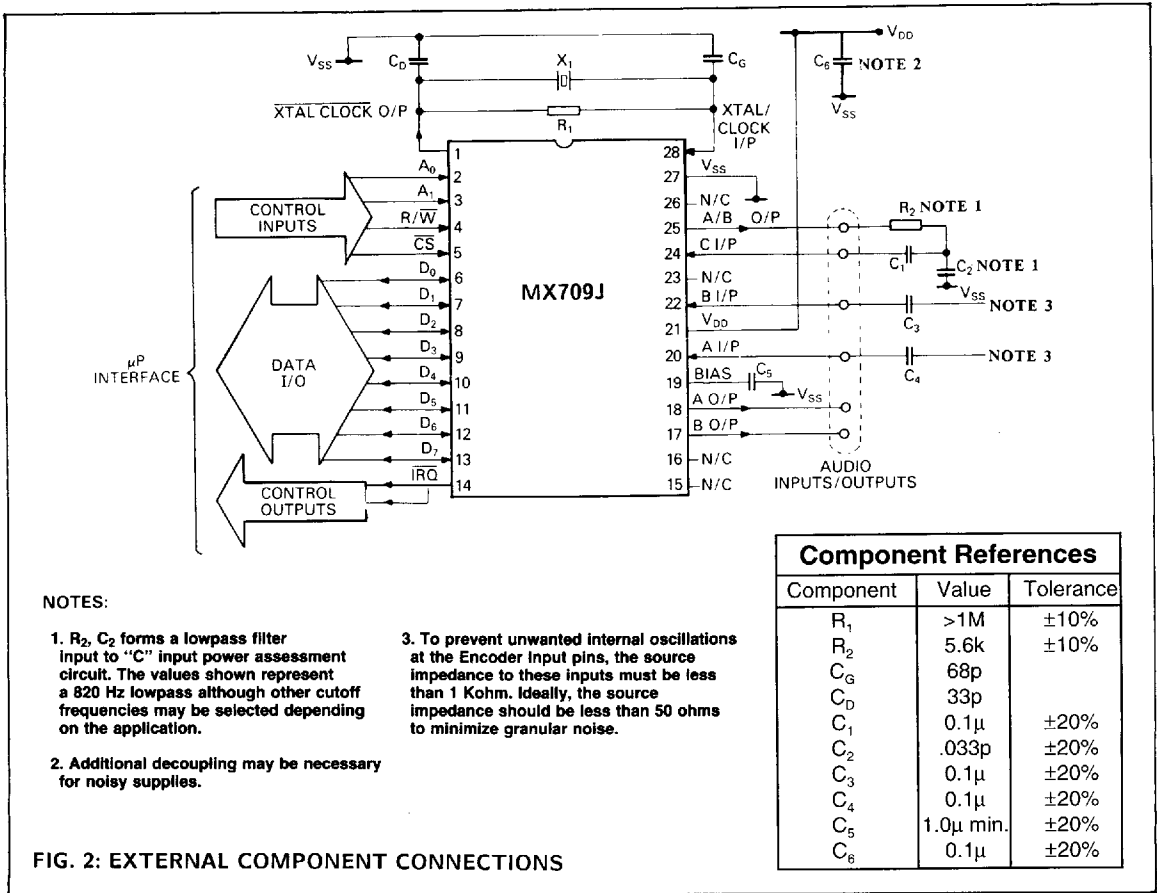 V_SS C_D X_1 C_G
V_DD
C_6 NOTE 2
V_SS
XTAL CLOCK O/P R_1 XTAL/
CLOCK
I/P
1 28
A_0 2 27 V_SS
A_1 3 26 N/C
R/W 4 25 A/B O/P R_2 NOTE 1
CS 5 24 C I/P C_1 C_2 NOTE 1
CONTROL
INPUTS
D_0 6 23 N/C V_SS
D_1 7 22 B I/P C_3 NOTE 3
D_2 8 21 V_DD
D_3 9 20 A I/P C_4 NOTE 3
D_4 10 19 BIAS C_5 V_SS
D_5 11 18 A O/P
D_6 12 17 B O/P
D_7 13 16 N/C
IRQ 14 15 N/C
MX709J
µP
INTERFACE
DATA
I/O
CONTROL
OUTPUTS
AUDIO
INPUTS/OUTPUTS
NOTES:
1. R_2, C_2 forms a lowpass filter
input to "C" input power assessment
circuit. The values shown represent
a 820 Hz lowpass although other cutoff
frequencies may be selected depending
on the application.
2. Additional decoupling may be necessary
for noisy supplies.
3. To prevent unwanted internal oscillations
at the Encoder Input pins, the source
impedance to these inputs must be less
than 1 Kohm. Ideally, the source
impedance should be less than 50 ohms
to minimize granular noise.
Component References
Component Value Tolerance
R_1 >1M ±10%
R_2 5.6k ±10%
C_G 68p
C_D 33p
C_1 0.1µ ±20%
C_2 .033p ±20%
C_3 0.1µ ±20%
C_4 0.1µ ±20%
C_5 1.0µ min. ±20%
C_6 0.1µ ±20%
FIG. 2: EXTERNAL COMPONENT CONNECTIONS